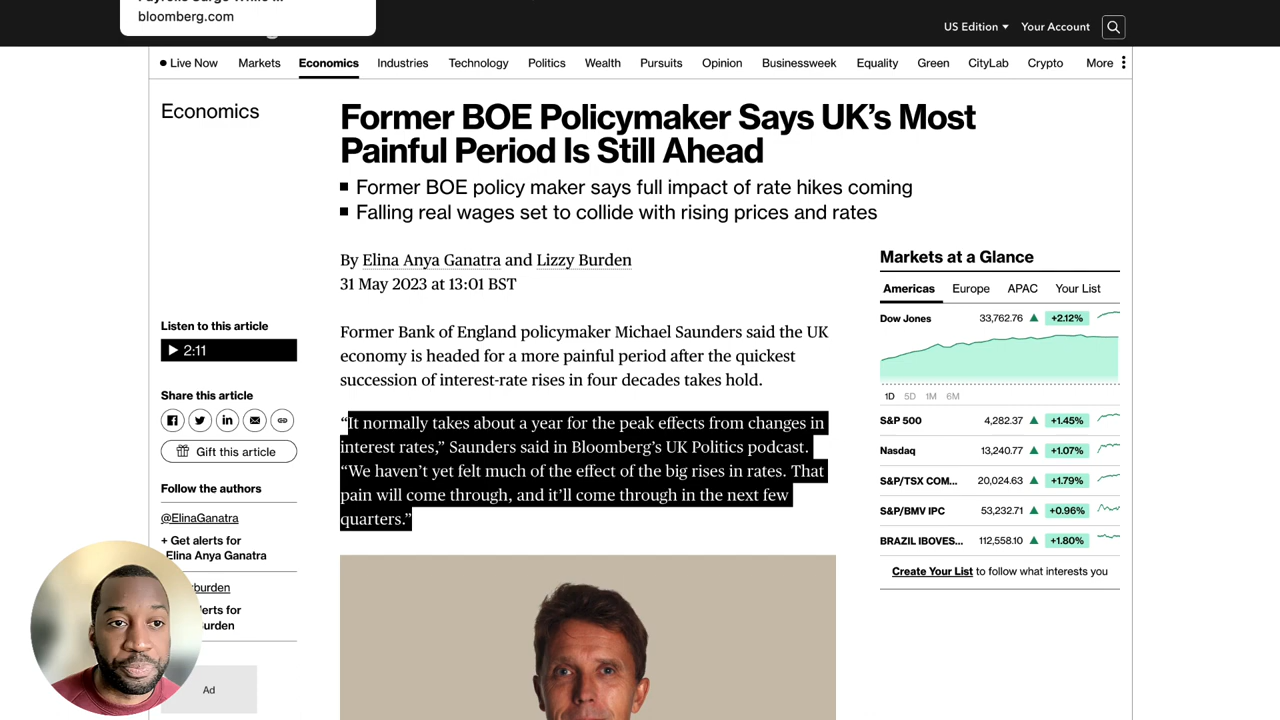 bloomberg.com
US Edition
Your Account
Live Now
Markets
Economics
Industries
Technology
Politics
Wealth
Pursuits
Opinion
Businessweek
Equality
Green
CityLab
Crypto
More
Economics
Former BOE Policymaker Says UK’s Most
Painful Period Is Still Ahead
Former BOE policy maker says full impact of rate hikes coming
Falling real wages set to collide with rising prices and rates
By Elina Anya Ganatra and Lizzy Burden
31 May 2023 at 13:01 BST
Listen to this article
2:11
Share this article
Gift this article
Follow the authors
@ElinaGanatra
+ Get alerts for
Elina Anya Ganatra
burden
lerts for
urden
Ad
Former Bank of England policymaker Michael Saunders said the UK
economy is headed for a more painful period after the quickest
succession of interest-rate rises in four decades takes hold.
“It normally takes about a year for the peak effects from changes in
interest rates,” Saunders said in Bloomberg’s UK Politics podcast.
“We haven’t yet felt much of the effect of the big rises in rates. That
pain will come through, and it’ll come through in the next few
quarters.”
Markets at a Glance
Americas
Europe
APAC
Your List
Dow Jones 33,762.76 +2.12%
1D 5D 1M 6M
S&P 500 4,282.37 +1.45%
Nasdaq 13,240.77 +1.07%
S&P/TSX COM... 20,024.63 +1.79%
S&P/BMV IPC 53,232.71 +0.96%
BRAZIL IBOVES... 112,558.10 +1.80%
Create Your List to follow what interests you